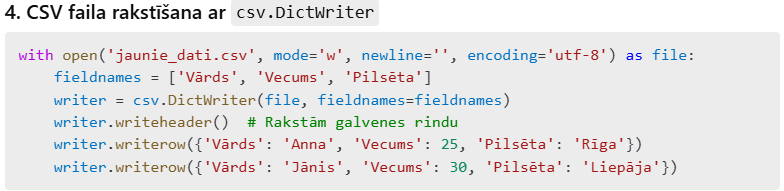 4. CSV faila rakstīšana ar csv.DictWriter
with open('jaunie_dati.csv', mode='w', newline='', encoding='utf-8') as file:
    fieldnames = ['Vārds', 'Vecums', 'Pilsēta']
    writer = csv.DictWriter(file, fieldnames=fieldnames)
    writer.writeheader()  # Rakstām galvenes rindu
    writer.writerow({'Vārds': 'Anna', 'Vecums': 25, 'Pilsēta': 'Rīga'})
    writer.writerow({'Vārds': 'Jānis', 'Vecums': 30, 'Pilsēta': 'Liepāja'})